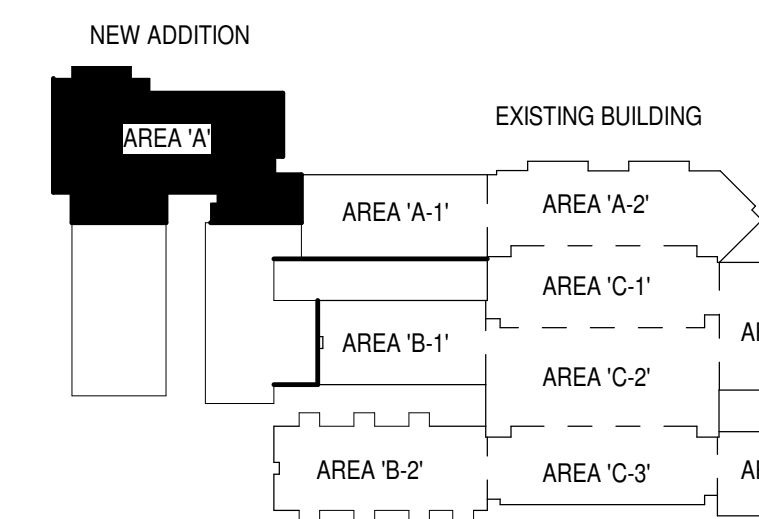 NEW ADDITION
EXISTING BUILDING
AREA 'A'
AREA 'A-1'
AREA 'A-2'
AREA 'C-1'
AREA 'B-1'
AREA 'C-2'
AREA 'B-2'
AREA 'C-3'